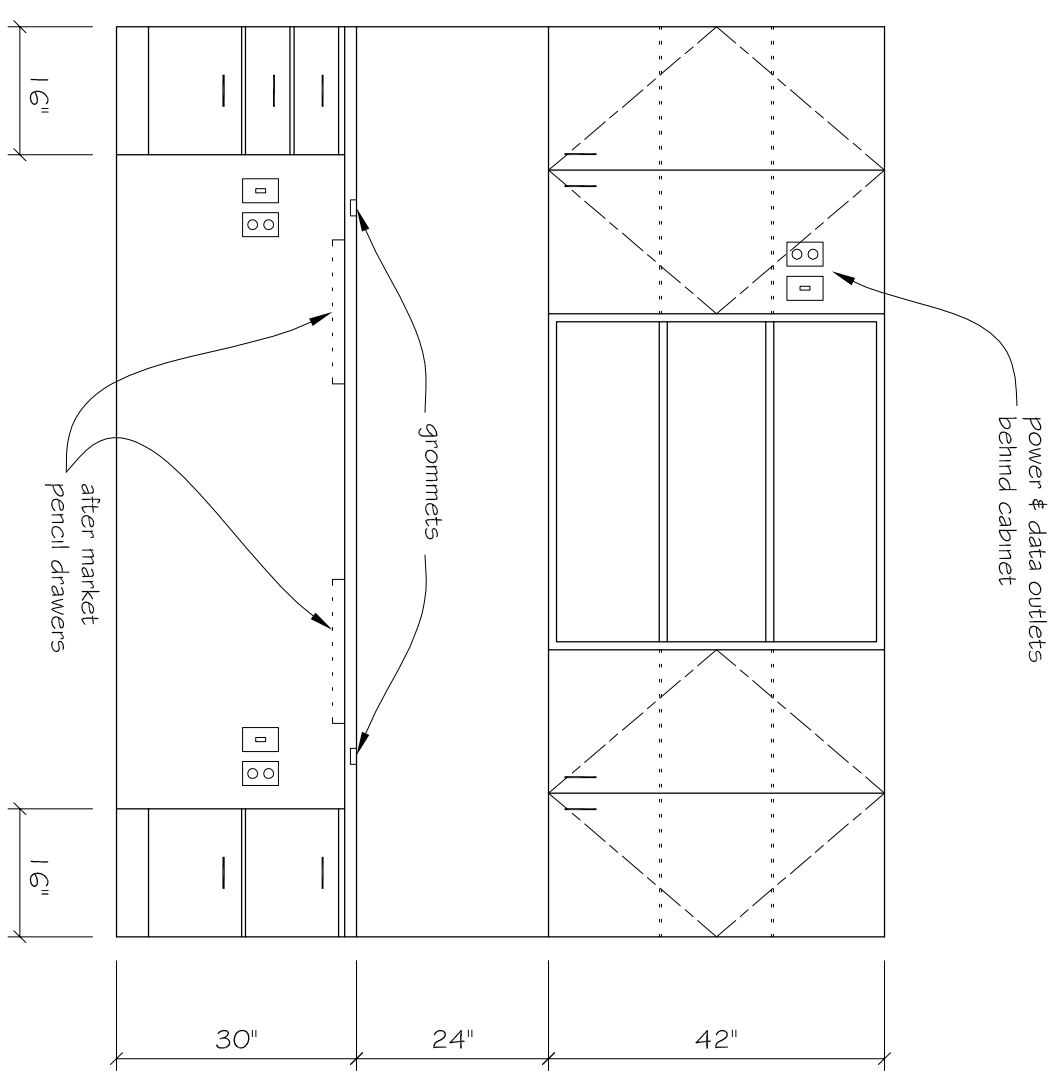 power & data outlets
behind cabinet
grommets
after market
pencil drawers
16"
16"
42"
24"
30"